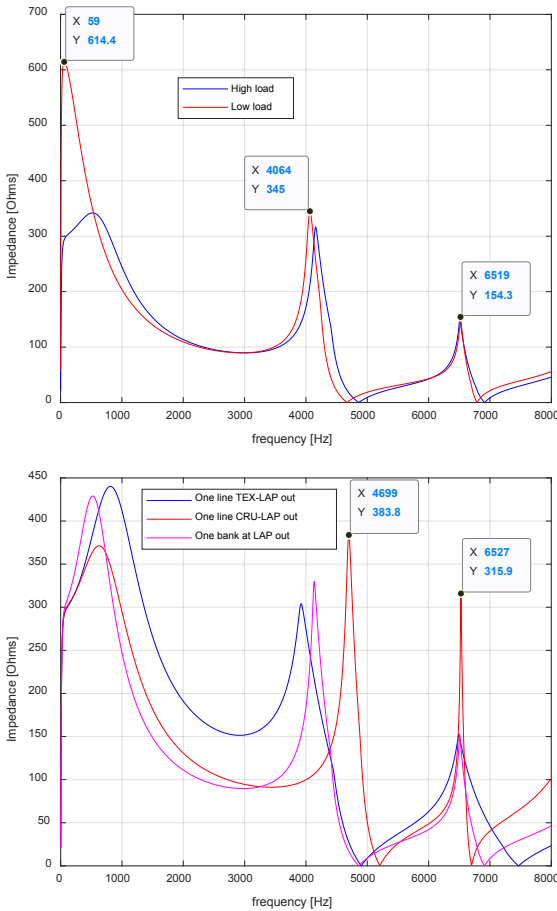 700
600
500
400
300
200
100
0
Impedance [Ohms]
X 59
Y 614.4
High load
Low load
X 4064
Y 345
X 6519
Y 154.3
0 1000 2000 3000 4000 5000 6000 7000 8000
frequency [Hz]
450
400
350
300
250
200
150
100
50
0
Impedance [Ohms]
One line TEX-LAP out
One line CRU-LAP out
One bank at LAP out
X 4699
Y 383.8
X 6527
Y 315.9
0 1000 2000 3000 4000 5000 6000 7000 8000
frequency [Hz]